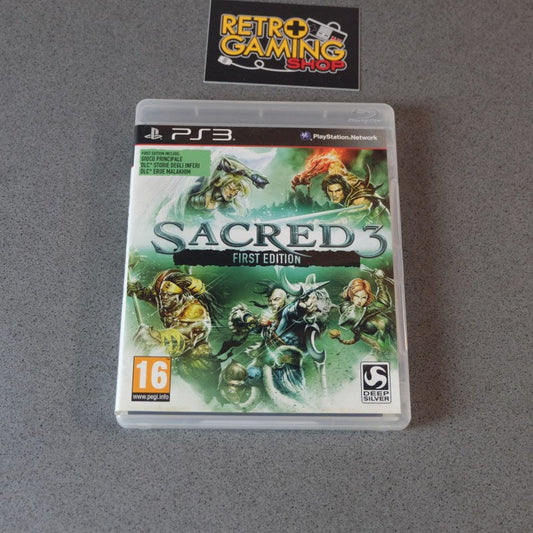 RETRO
GAMING
SHOP
PS3
PlayStation Network
FIRST EDITION INCLUDE:
GIOCO PRINCIPALE
DLC* STORIE DEGLI INFERI
DLC* EROE MALAKHIM
SACRED 3
FIRST EDITION
16
www.pegi.info
DEEP
SILVER